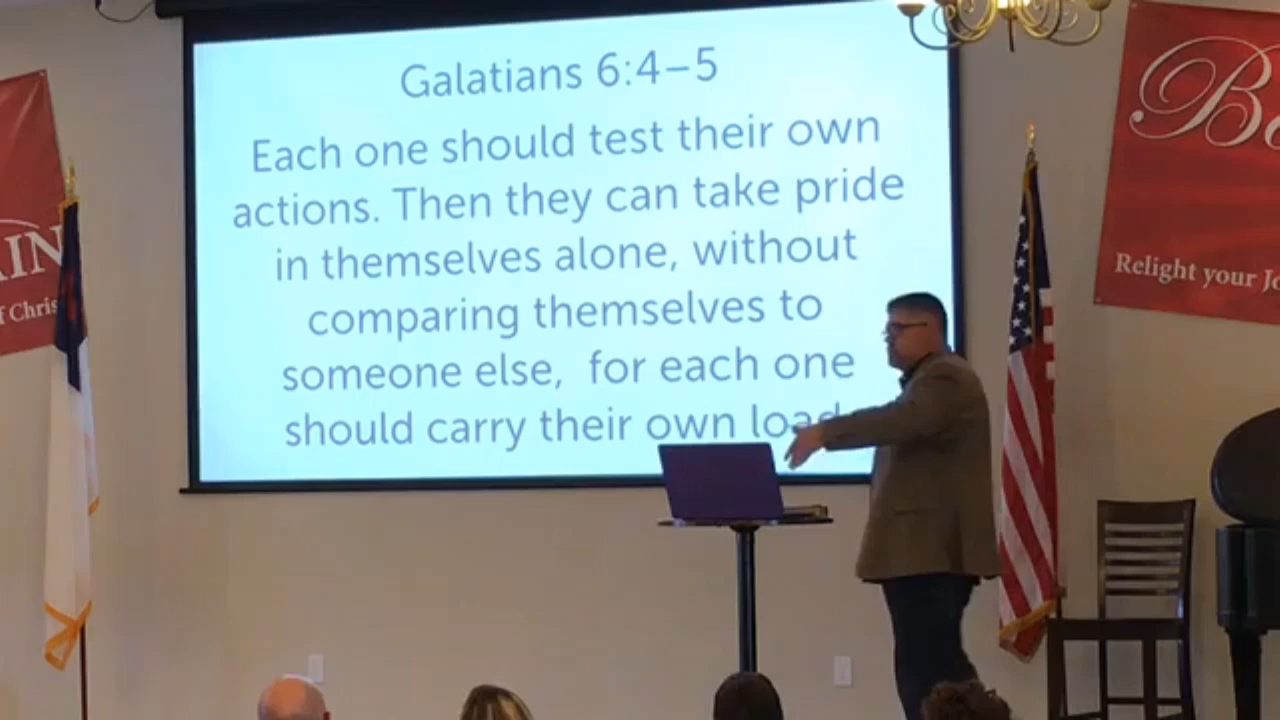 Galatians 6:4–5
Each one should test their own
actions. Then they can take pride
in themselves alone, without
comparing themselves to
someone else,  for each one
should carry their own load
Relight your